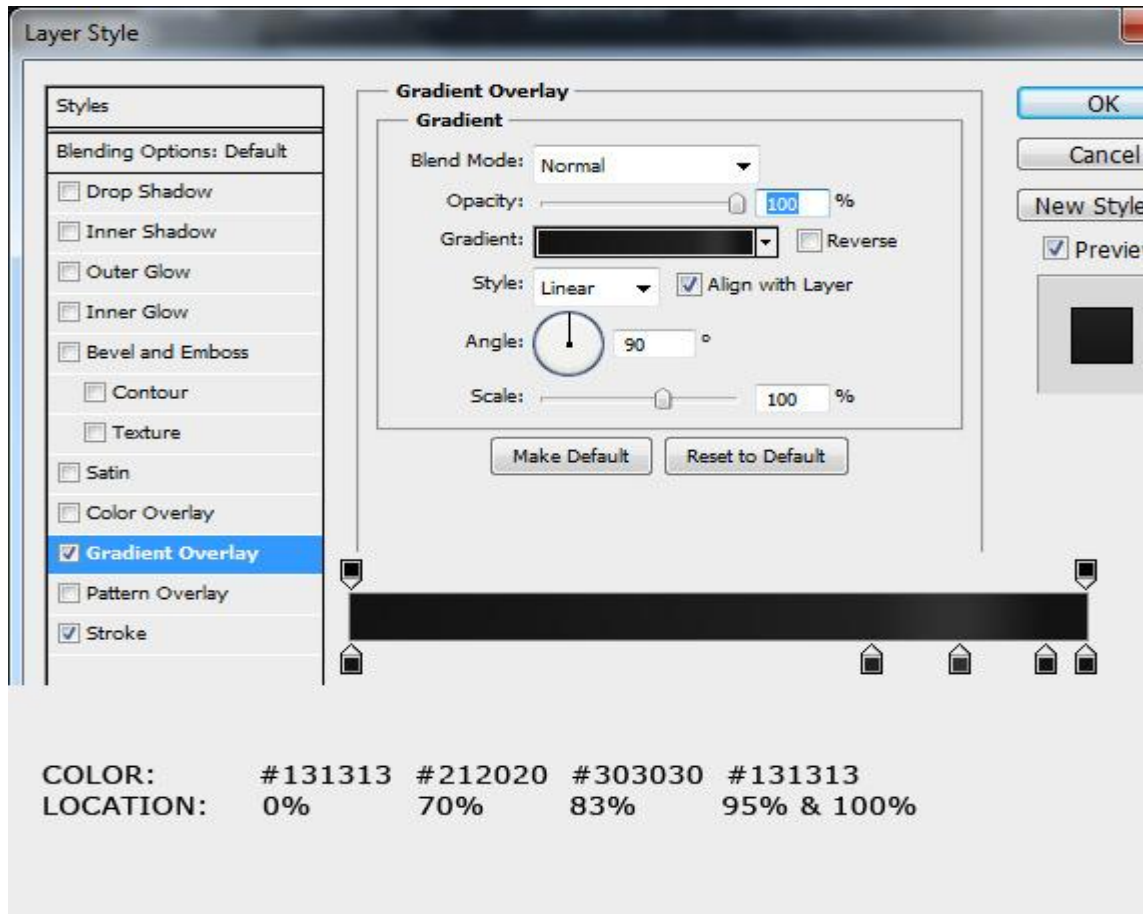 Layer Style
Styles
Blending Options: Default
Drop Shadow
Inner Shadow
Outer Glow
Inner Glow
Bevel and Emboss
Contour
Texture
Satin
Color Overlay
Gradient Overlay
Pattern Overlay
Stroke
Gradient Overlay
Gradient
Blend Mode: Normal
Opacity: 100 %
Gradient: Reverse
Style: Linear Align with Layer
Angle: 90 °
Scale: 100 %
Make Default Reset to Default
OK
Cancel
New Style
Previe
COLOR: #131313 #212020 #303030 #131313
LOCATION: 0% 70% 83% 95% & 100%